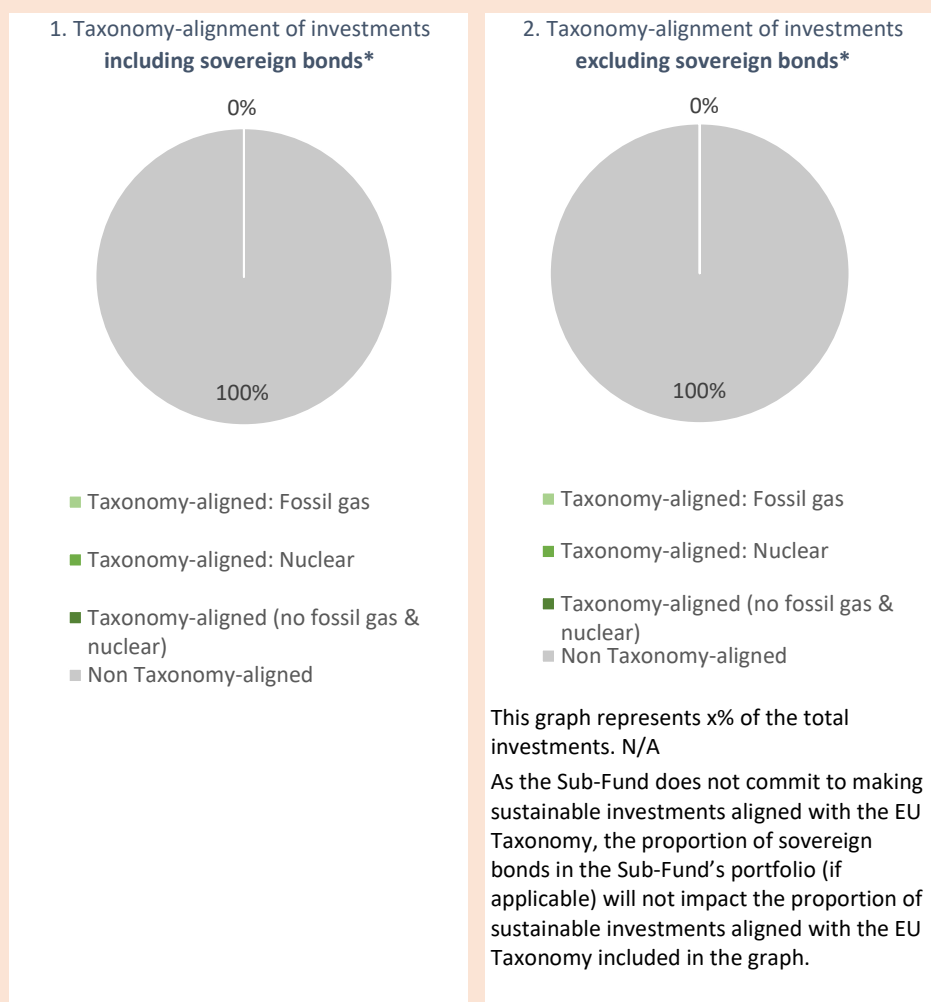 1. Taxonomy-alignment of investments
including sovereign bonds*
0%
100%
Taxonomy-aligned: Fossil gas
Taxonomy-aligned: Nuclear
Taxonomy-aligned (no fossil gas &
nuclear)
Non Taxonomy-aligned
2. Taxonomy-alignment of investments
excluding sovereign bonds*
0%
100%
Taxonomy-aligned: Fossil gas
Taxonomy-aligned: Nuclear
Taxonomy-aligned (no fossil gas &
nuclear)
Non Taxonomy-aligned
This graph represents x% of the total
investments. N/A
As the Sub-Fund does not commit to making
sustainable investments aligned with the EU
Taxonomy, the proportion of sovereign
bonds in the Sub-Fund’s portfolio (if
applicable) will not impact the proportion of
sustainable investments aligned with the EU
Taxonomy included in the graph.